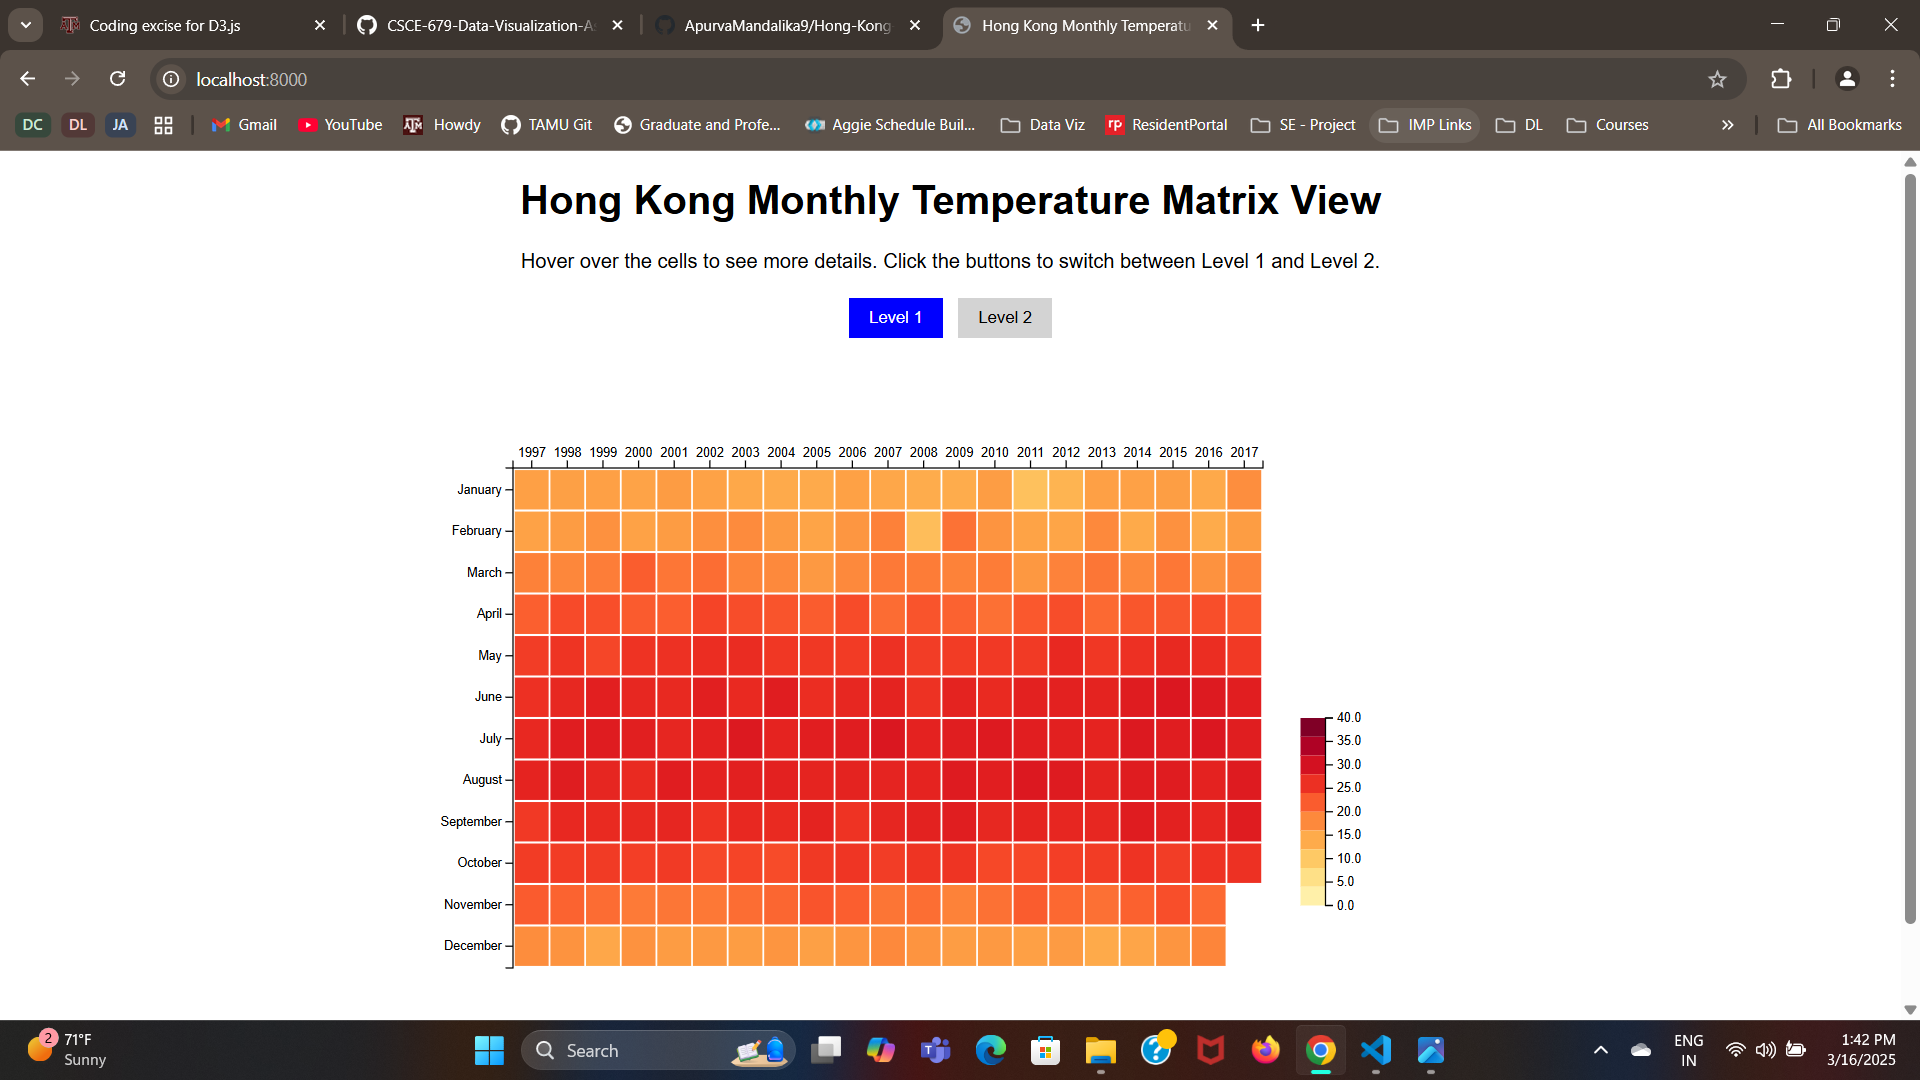 Coding excise for D3.js
CSCE-679-Data-Visualization-As
ApurvaMandalika9/Hong-Kong-
Hong Kong Monthly Temperatu
localhost:8000
DC DL JA Gmail YouTube Howdy TAMU Git Graduate and Profe... Aggie Schedule Buil... Data Viz rp ResidentPortal SE - Project IMP Links DL Courses » All Bookmarks
Hong Kong Monthly Temperature Matrix View
Hover over the cells to see more details. Click the buttons to switch between Level 1 and Level 2.
Level 1 Level 2
1997 1998 1999 2000 2001 2002 2003 2004 2005 2006 2007 2008 2009 2010 2011 2012 2013 2014 2015 2016 2017
January
February
March
April
May
June
July
August
September
October
November
December
40.0
35.0
30.0
25.0
20.0
15.0
10.0
5.0
0.0
2
71°F
Sunny
Search
ENG
IN
1:42 PM
3/16/2025